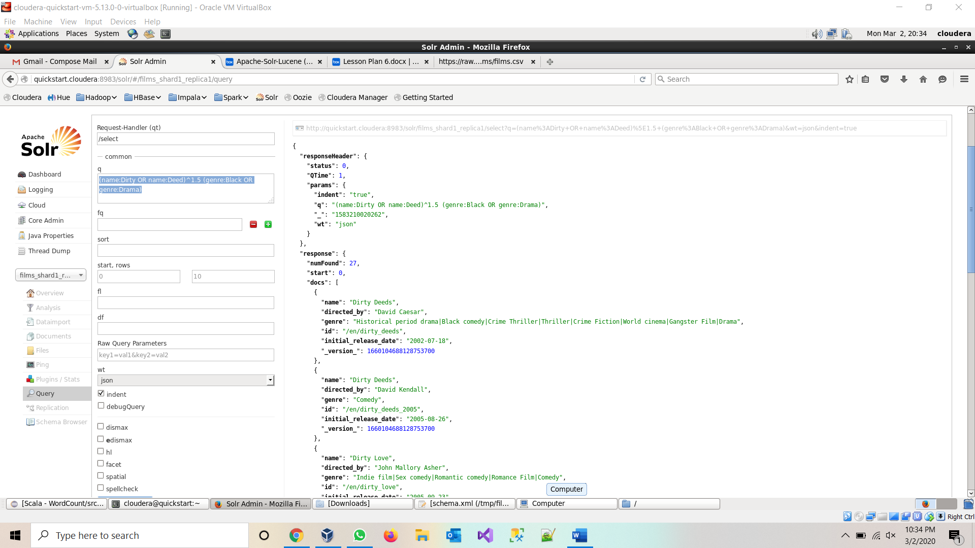 cloudera-quickstart-vm-5.13.0-0-virtualbox [Running] - Oracle VM VirtualBox
File Machine View Input Devices Help
Applications Places System
Mon Mar 2, 20:34 cloudera
Solr Admin - Mozilla Firefox
Gmail - Compose Mail
Solr Admin
Apache-Solr-Lucene (...
Lesson Plan 6.docx | ...
https://raw....ms/films.csv
quickstart.cloudera:8983/solr/#/films_shard1_replica1/query
Search
Cloudera Hue Hadoop HBase Impala Spark Solr Oozie Cloudera Manager Getting Started
Apache
Solr
Dashboard
Logging
Cloud
Core Admin
Java Properties
Thread Dump
films_shard1_r...
Overview
Analysis
Dataimport
Documents
Files
Ping
Plugins / Stats
Query
Replication
Schema Browser
Request-Handler (qt)
/select
common
q
(name:Dirty OR name:Deed)^1.5 (genre:Black OR
genre:Drama)
fq
sort
start, rows
0
10
fl
df
Raw Query Parameters
key1=val1&key2=val2
wt
json
indent
debugQuery
dismax
edismax
hl
facet
spatial
spellcheck
http://quickstart.cloudera:8983/solr/films_shard1_replica1/select?q=(name%3ADirty+OR+name%3ADeed)%5E1.5+(genre%3ABlack+OR+genre%3ADrama)&wt=json&indent=true
{
"responseHeader": {
"status": 0,
"QTime": 1,
"params": {
"indent": "true",
"q": "(name:Dirty OR name:Deed)^1.5 (genre:Black OR genre:Drama)",
"_": "1583210020262",
"wt": "json"
}
},
"response": {
"numFound": 27,
"start": 0,
"docs": [
{
"name": "Dirty Deeds",
"directed_by": "David Caesar",
"genre": "Historical period drama|Black comedy|Crime Thriller|Thriller|Crime Fiction|World cinema|Gangster Film|Drama",
"id": "/en/dirty_deeds",
"initial_release_date": "2002-07-18",
"_version_": 1660104688128753700
},
{
"name": "Dirty Deeds",
"directed_by": "David Kendall",
"genre": "Comedy",
"id": "/en/dirty_deeds_2005",
"initial_release_date": "2005-08-26",
"_version_": 1660104688128753700
},
{
"name": "Dirty Love",
"directed_by": "John Mallory Asher",
"genre": "Indie film|Sex comedy|Romantic comedy|Romance Film|Comedy",
"id": "/en/dirty_love",
"initial_release_date": "2005-09-23",
Computer
[Scala - WordCount/src...
cloudera@quickstart:~
Solr Admin - Mozilla Fi...
[Downloads]
[schema.xml (/tmp/fil...
Computer
/
Right Ctrl
Type here to search
10:34 PM
3/2/2020
1